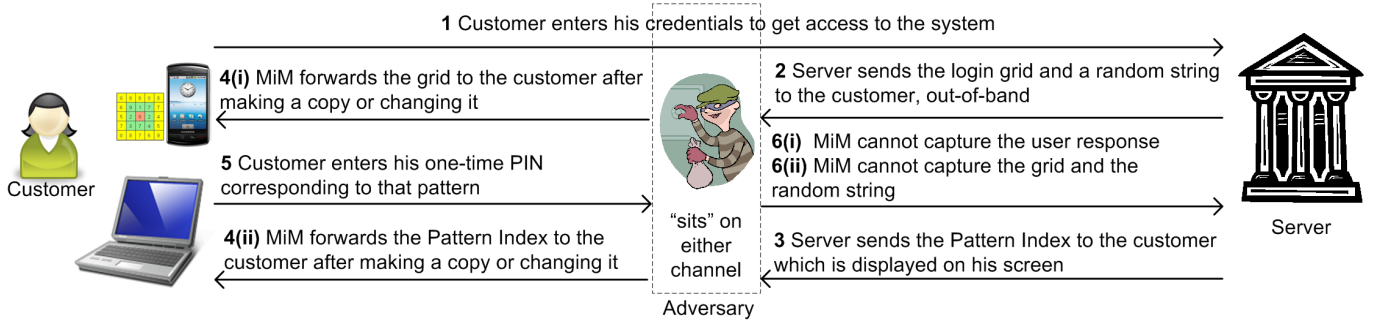 1 Customer enters his credentials to get access to the system
4(i) MiM forwards the grid to the customer after
making a copy or changing it
2 Server sends the login grid and a random string
to the customer, out-of-band
5 Customer enters his one-time PIN
corresponding to that pattern
6(i) MiM cannot capture the user response
6(ii) MiM cannot capture the grid and the
random string
4(ii) MiM forwards the Pattern Index to the
customer after making a copy or changing it
"sits" on
either
channel
3 Server sends the Pattern Index to the customer
which is displayed on his screen
Customer
Adversary
Server